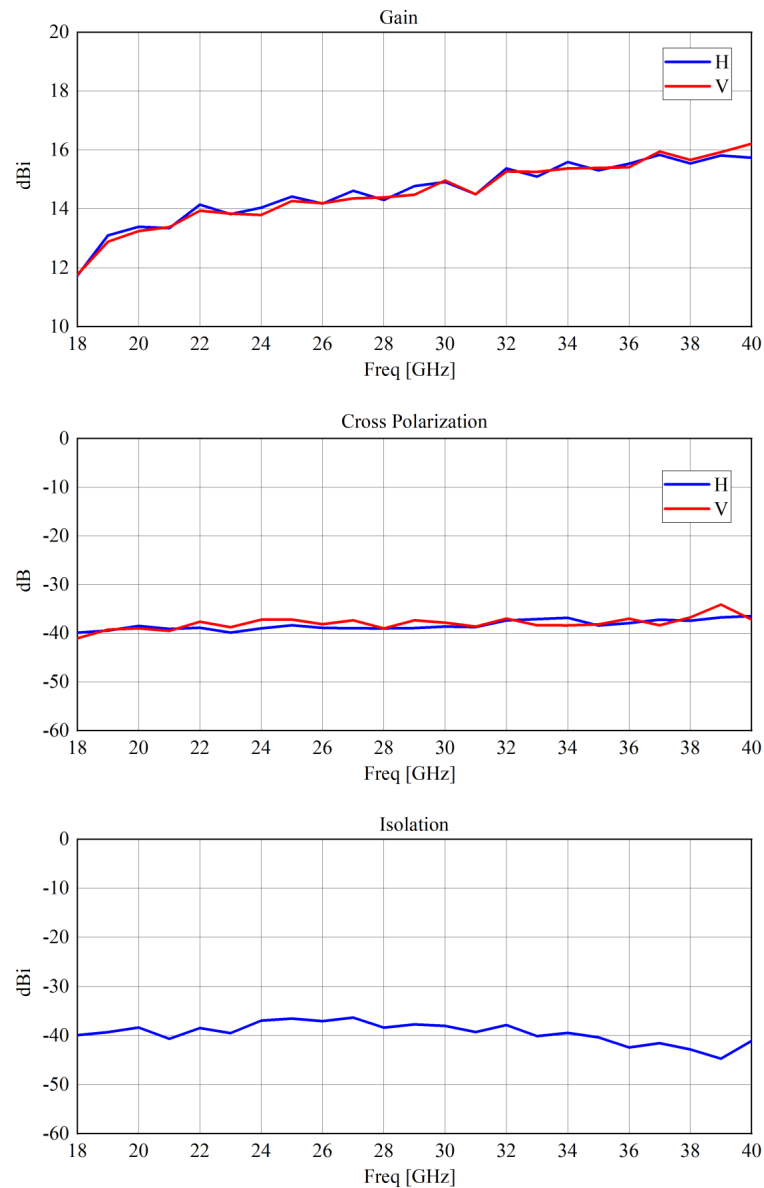 Gain
20
18
16
14
12
10
dBi
H
V
18 20 22 24 26 28 30 32 34 36 38 40
Freq [GHz]
Cross Polarization
0
-10
-20
-30
-40
-50
-60
dB
H
V
18 20 22 24 26 28 30 32 34 36 38 40
Freq [GHz]
Isolation
0
-10
-20
-30
-40
-50
-60
dBi
18 20 22 24 26 28 30 32 34 36 38 40
Freq [GHz]